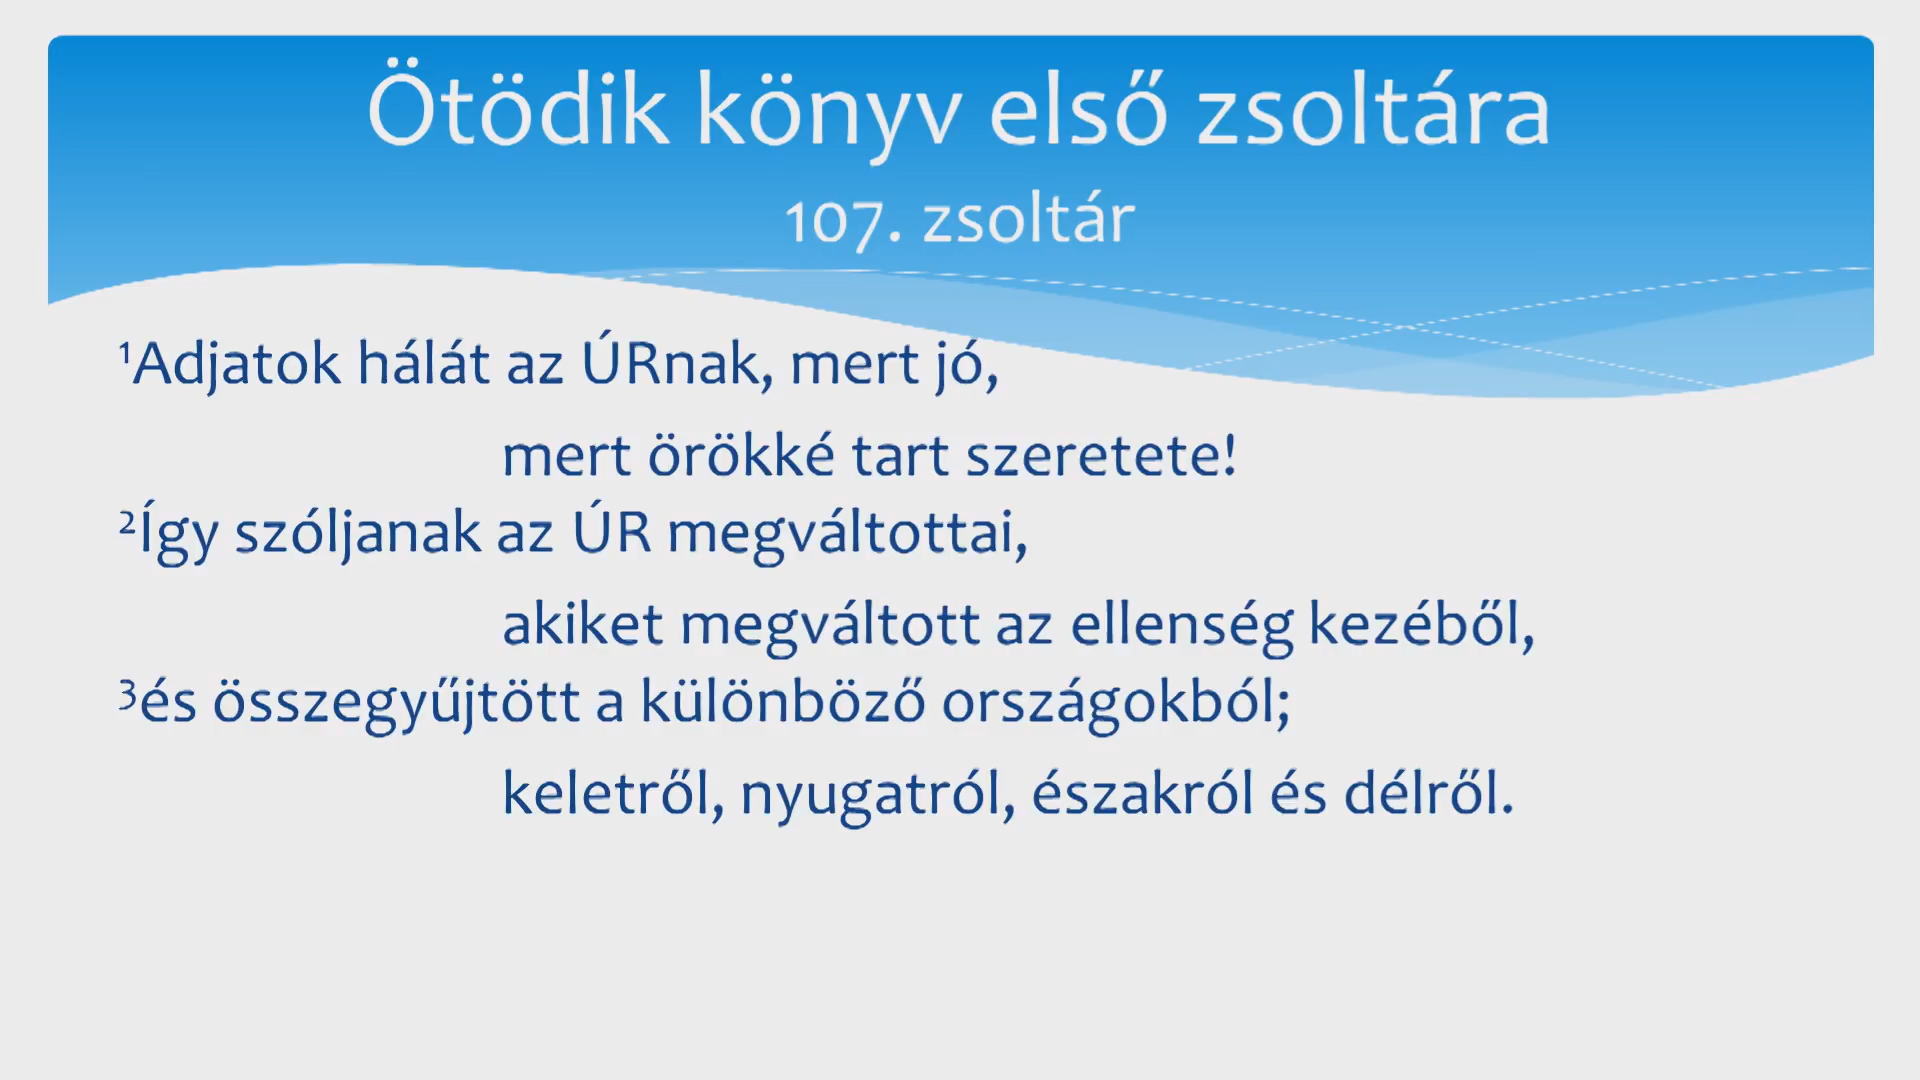 Ötödik könyv első zsoltára
107. zsoltár
¹Adjatok hálát az ÚRnak, mert jó,
mert örökké tart szeretete!
²Így szóljanak az ÚR megváltottai,
akiket megváltott az ellenség kezéből,
³és összegyűjtött a különböző országokból;
keletről, nyugatról, északról és délről.